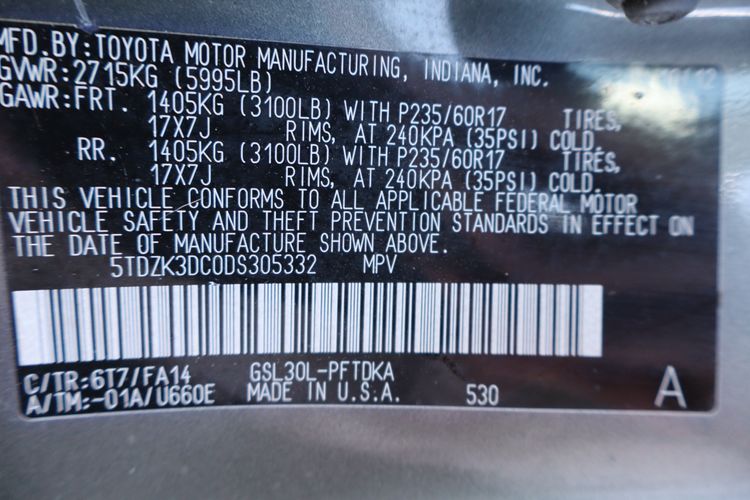 MFD.BY:TOYOTA MOTOR MANUFACTURING, INDIANA, INC.
GVWR:2715KG (5995LB)
GAWR:FRT. 1405KG (3100LB) WITH P235/60R17 TIRES,
17X7J RIMS, AT 240KPA (35PSI) COLD.
RR. 1405KG (3100LB) WITH P235/60R17 TIRES,
17X7J RIMS, AT 240KPA (35PSI) COLD.
THIS VEHICLE CONFORMS TO ALL APPLICABLE FEDERAL MOTOR
VEHICLE SAFETY AND THEFT PREVENTION STANDARDS IN EFFECT ON
THE DATE OF MANUFACTURE SHOWN ABOVE.
5TDZK3DC0DS305332 MPV
C/TR:6T7/FA14 GSL30L-PFTDKA
A/TM:-01A/U660E MADE IN U.S.A. 530 A